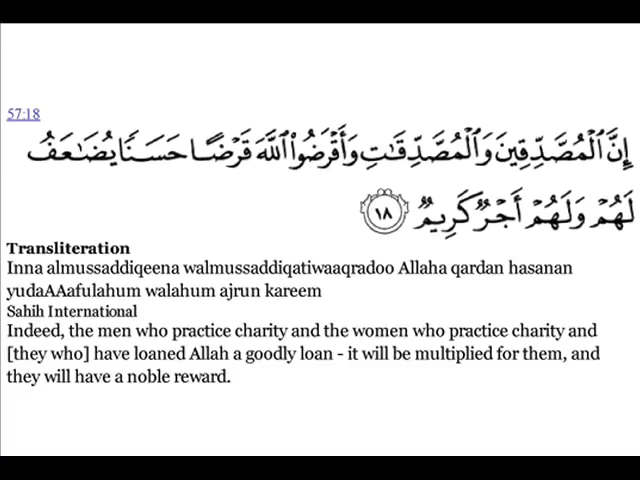 57:18
إِنَّ ٱلْمُصَّدِّقِينَ وَٱلْمُصَّدِّقَٰتِ وَأَقْرَضُوا۟ ٱللَّهَ قَرْضًا حَسَنًا يُضَٰعَفُ
لَهُمْ وَلَهُمْ أَجْرٌ كَرِيمٌ ١٨
Transliteration
Inna almussaddiqeena walmussaddiqatiwaaqradoo Allaha qardan hasanan
yudaAAafulahum walahum ajrun kareem
Sahih International
Indeed, the men who practice charity and the women who practice charity and
[they who] have loaned Allah a goodly loan - it will be multiplied for them, and
they will have a noble reward.